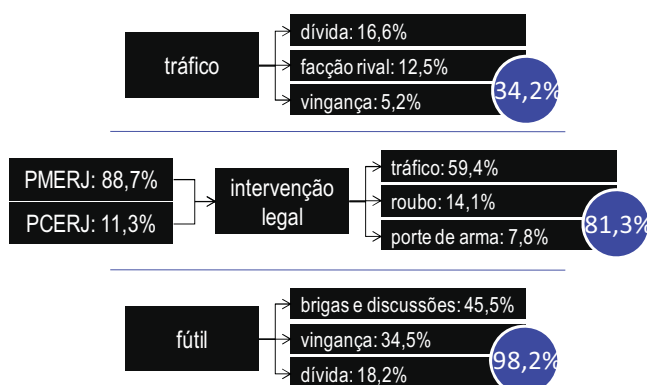 tráfico
dívida: 16,6%
facção rival: 12,5%
vingança: 5,2%
34,2%
PMERJ: 88,7%
PCERJ: 11,3%
intervenção
legal
tráfico: 59,4%
roubo: 14,1%
porte de arma: 7,8%
81,3%
fútil
brigas e discussões: 45,5%
vingança: 34,5%
dívida: 18,2%
98,2%